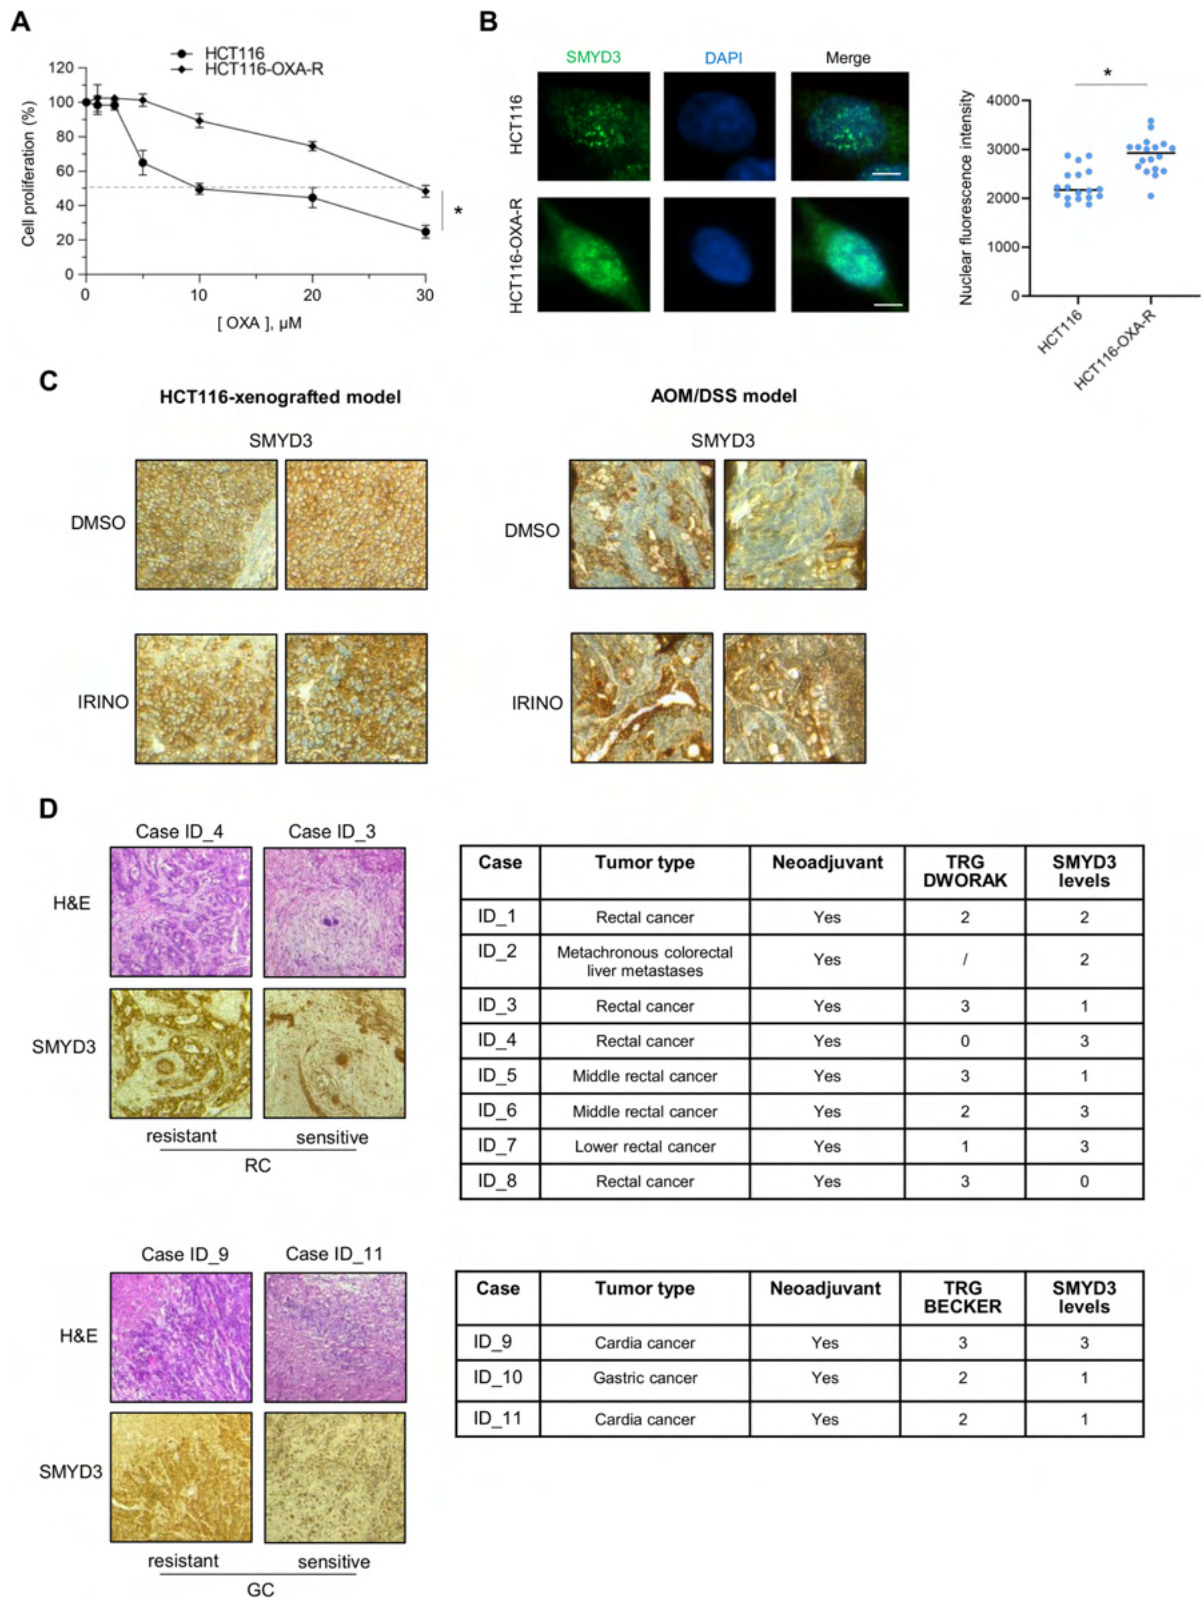 A
HCT116
HCT116-OXA-R
120
100
80
60
40
20
0
Cell proliferation (%)
*
0 10 20 30
[ OXA ], µM
B
SMYD3 DAPI Merge
HCT116
HCT116-OXA-R
*
4000
3000
2000
1000
0
Nuclear fluorescence intensity
HCT116
HCT116-OXA-R
C
HCT116-xenografted model
SMYD3
DMSO
IRINO
AOM/DSS model
SMYD3
DMSO
IRINO
D
Case ID_4 Case ID_3
H&E
SMYD3
resistant sensitive
RC
Case Tumor type Neoadjuvant TRG DWORAK SMYD3 levels
ID_1 Rectal cancer Yes 2 2
ID_2 Metachronous colorectal liver metastases Yes / 2
ID_3 Rectal cancer Yes 3 1
ID_4 Rectal cancer Yes 0 3
ID_5 Middle rectal cancer Yes 3 1
ID_6 Middle rectal cancer Yes 2 3
ID_7 Lower rectal cancer Yes 1 3
ID_8 Rectal cancer Yes 3 0
Case ID_9 Case ID_11
H&E
SMYD3
resistant sensitive
GC
Case Tumor type Neoadjuvant TRG BECKER SMYD3 levels
ID_9 Cardia cancer Yes 3 3
ID_10 Gastric cancer Yes 2 1
ID_11 Cardia cancer Yes 2 1